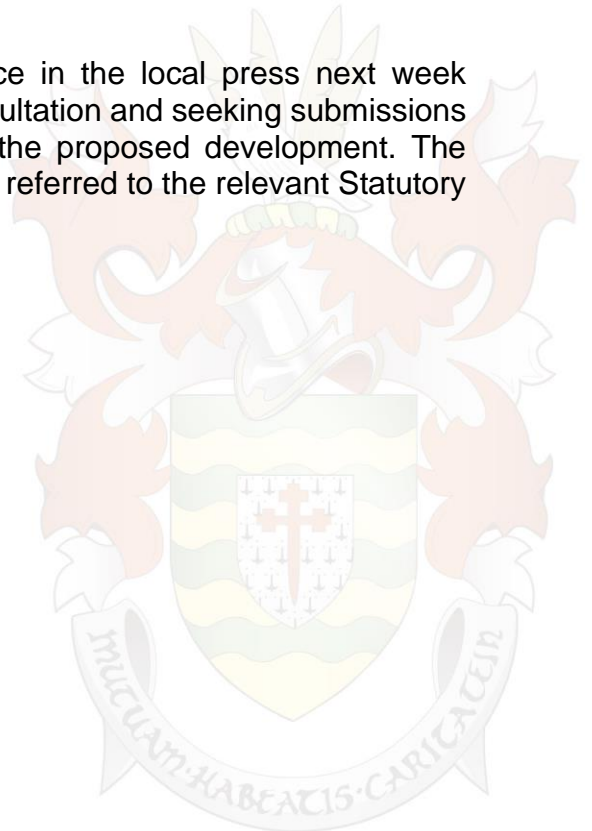 ce in the local press next week
ultation and seeking submissions
the proposed development. The
referred to the relevant Statutory
MUTUAM·HABEATIS·CARITATEIN